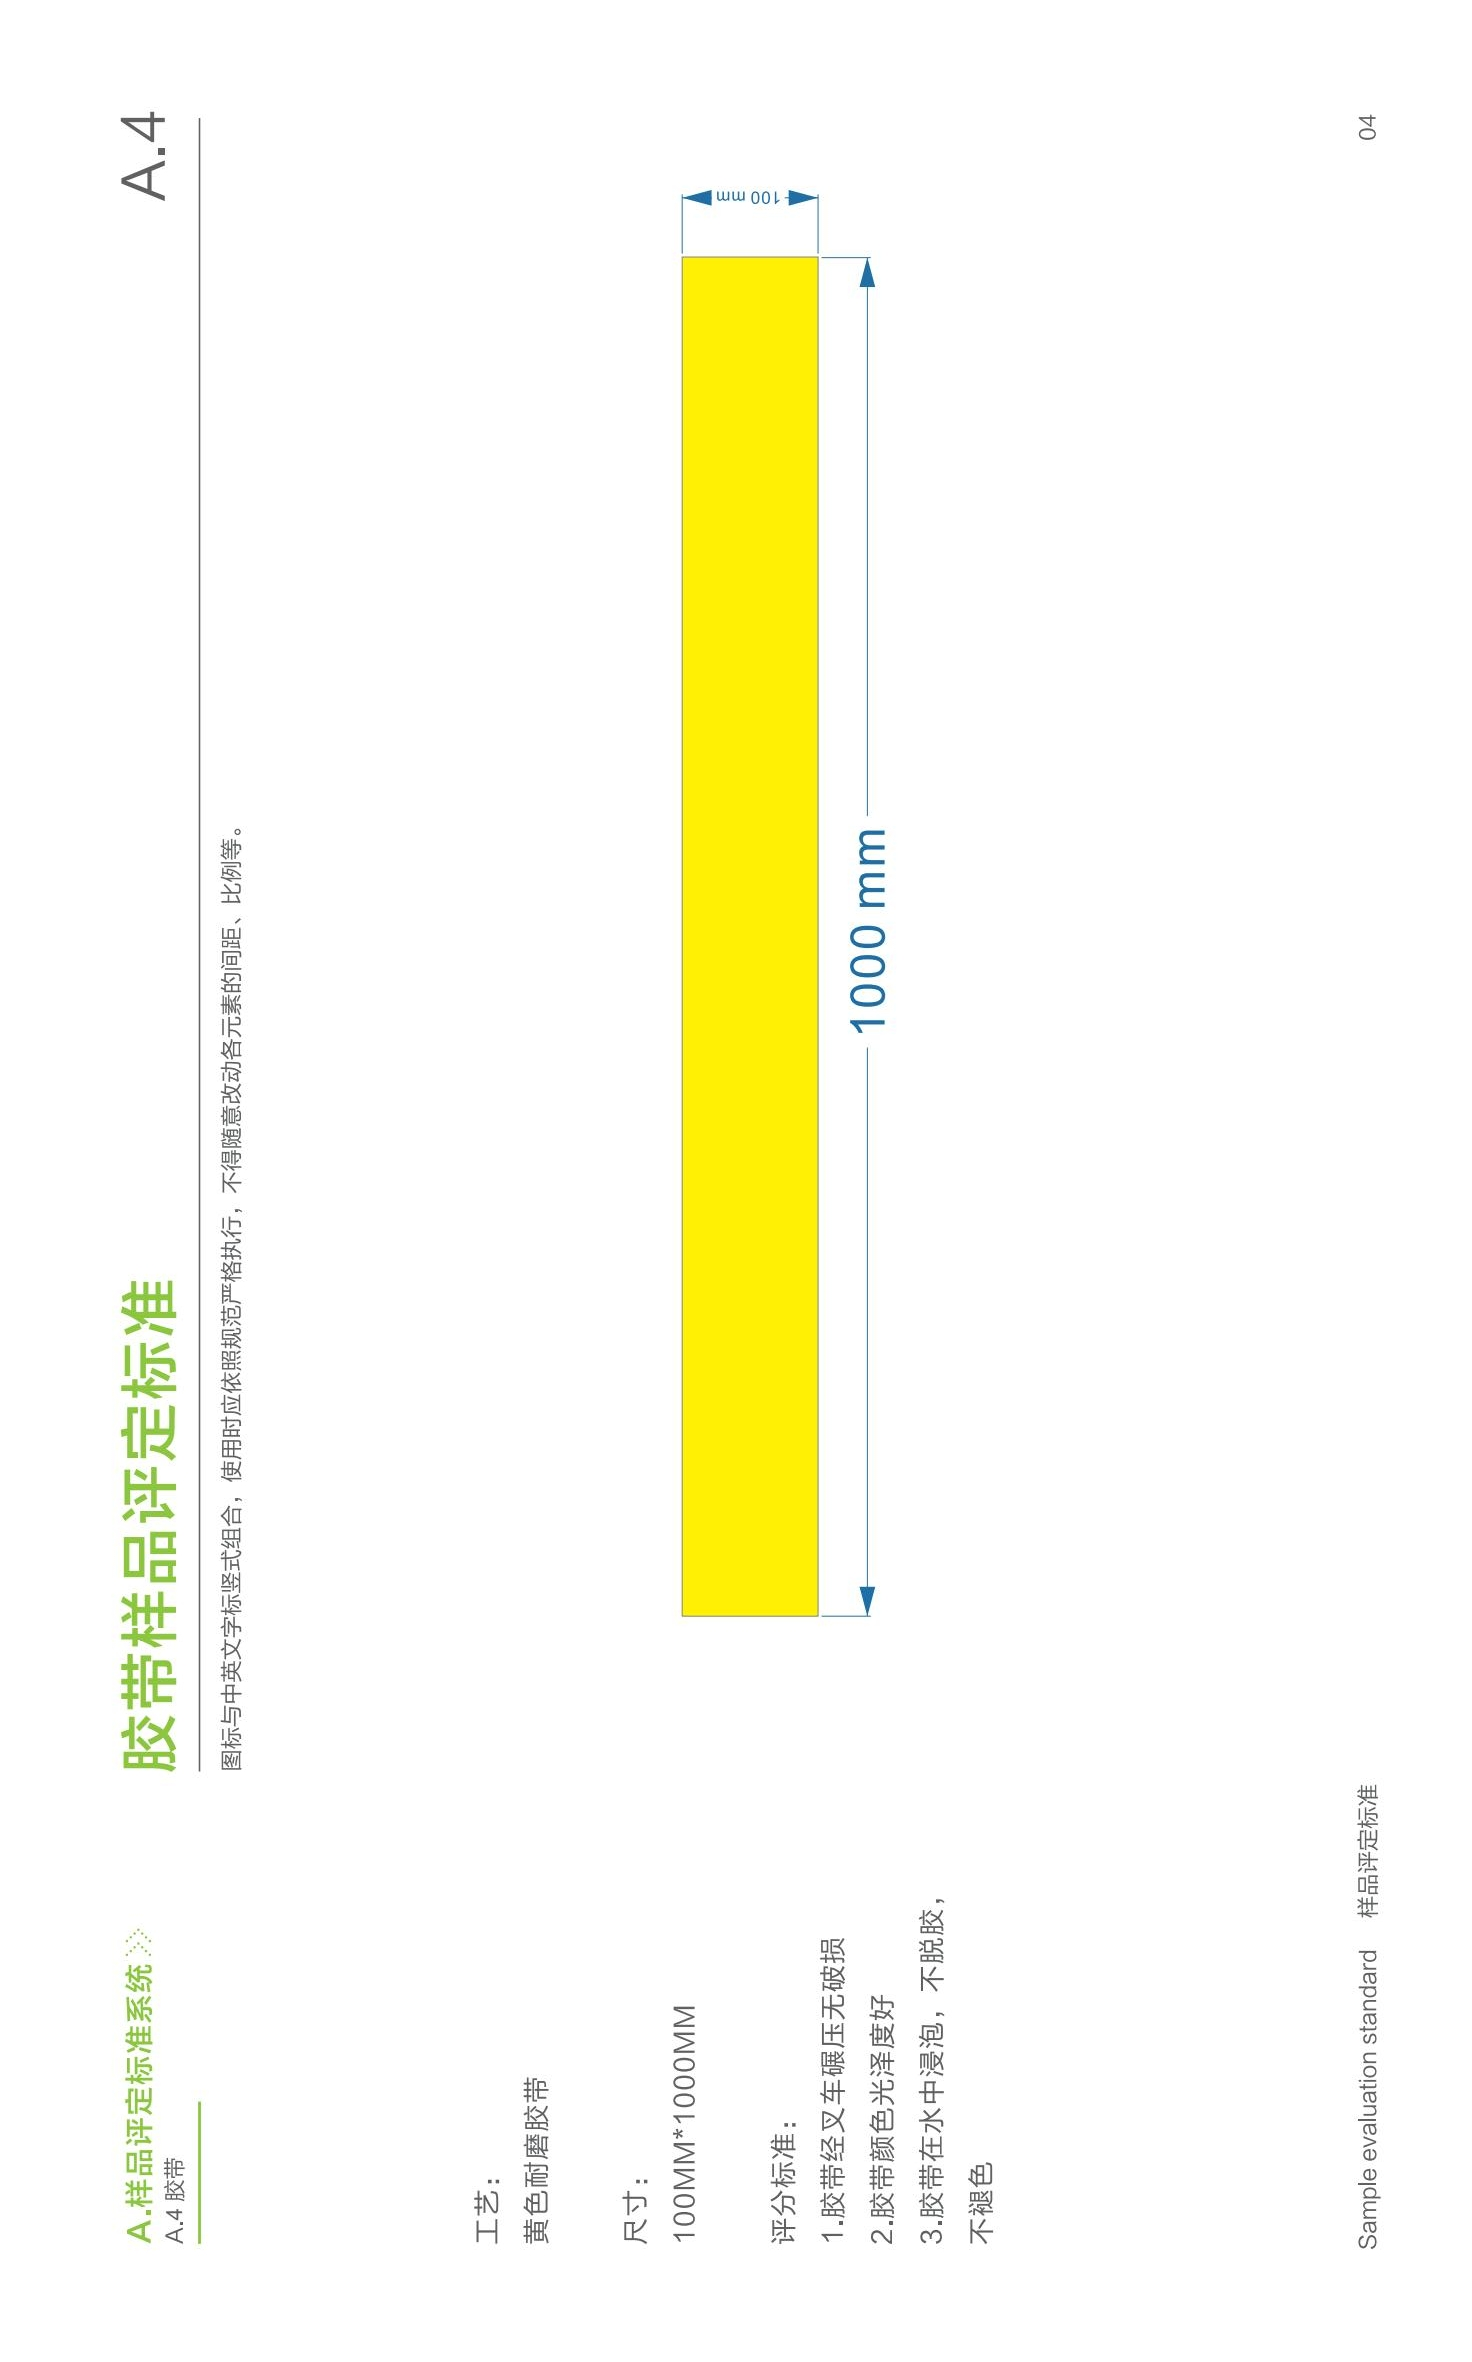 A.样品评定标准系统
A.4 胶带
胶带样品评定标准
A.4
图标与中英文字标竖式组合，使用时应依照规范严格执行，不得随意改动各元素的间距、比例等。
工艺：
黄色耐磨胶带
尺寸：
100MM*1000MM
评分标准：
1.胶带经叉车碾压无破损
2.胶带颜色光泽度好
3.胶带在水中浸泡，不脱胶，
不褪色
100 mm
1000 mm
Sample evaluation standard 样品评定标准
04